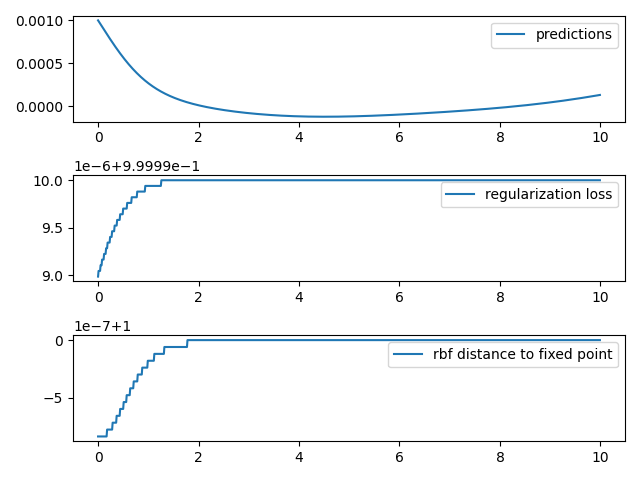 0.0010
0.0005
0.0000
predictions
0 2 4 6 8 10
1e-6+9.9999e-1
10.0
9.5
9.0
regularization loss
0 2 4 6 8 10
1e-7+1
0
−5
rbf distance to fixed point
0 2 4 6 8 10